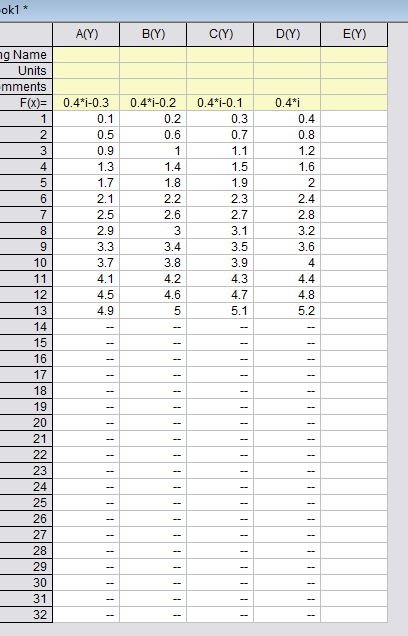 ok1 *
A(Y) B(Y) C(Y) D(Y) E(Y)
ng Name
Units
mments
F(x)= 0.4*i-0.3 0.4*i-0.2 0.4*i-0.1 0.4*i
1 0.1 0.2 0.3 0.4
2 0.5 0.6 0.7 0.8
3 0.9 1 1.1 1.2
4 1.3 1.4 1.5 1.6
5 1.7 1.8 1.9 2
6 2.1 2.2 2.3 2.4
7 2.5 2.6 2.7 2.8
8 2.9 3 3.1 3.2
9 3.3 3.4 3.5 3.6
10 3.7 3.8 3.9 4
11 4.1 4.2 4.3 4.4
12 4.5 4.6 4.7 4.8
13 4.9 5 5.1 5.2
14 -- -- -- --
15 -- -- -- --
16 -- -- -- --
17 -- -- -- --
18 -- -- -- --
19 -- -- -- --
20 -- -- -- --
21 -- -- -- --
22 -- -- -- --
23 -- -- -- --
24 -- -- -- --
25 -- -- -- --
26 -- -- -- --
27 -- -- -- --
28 -- -- -- --
29 -- -- -- --
30 -- -- -- --
31 -- -- -- --
32 -- -- -- --